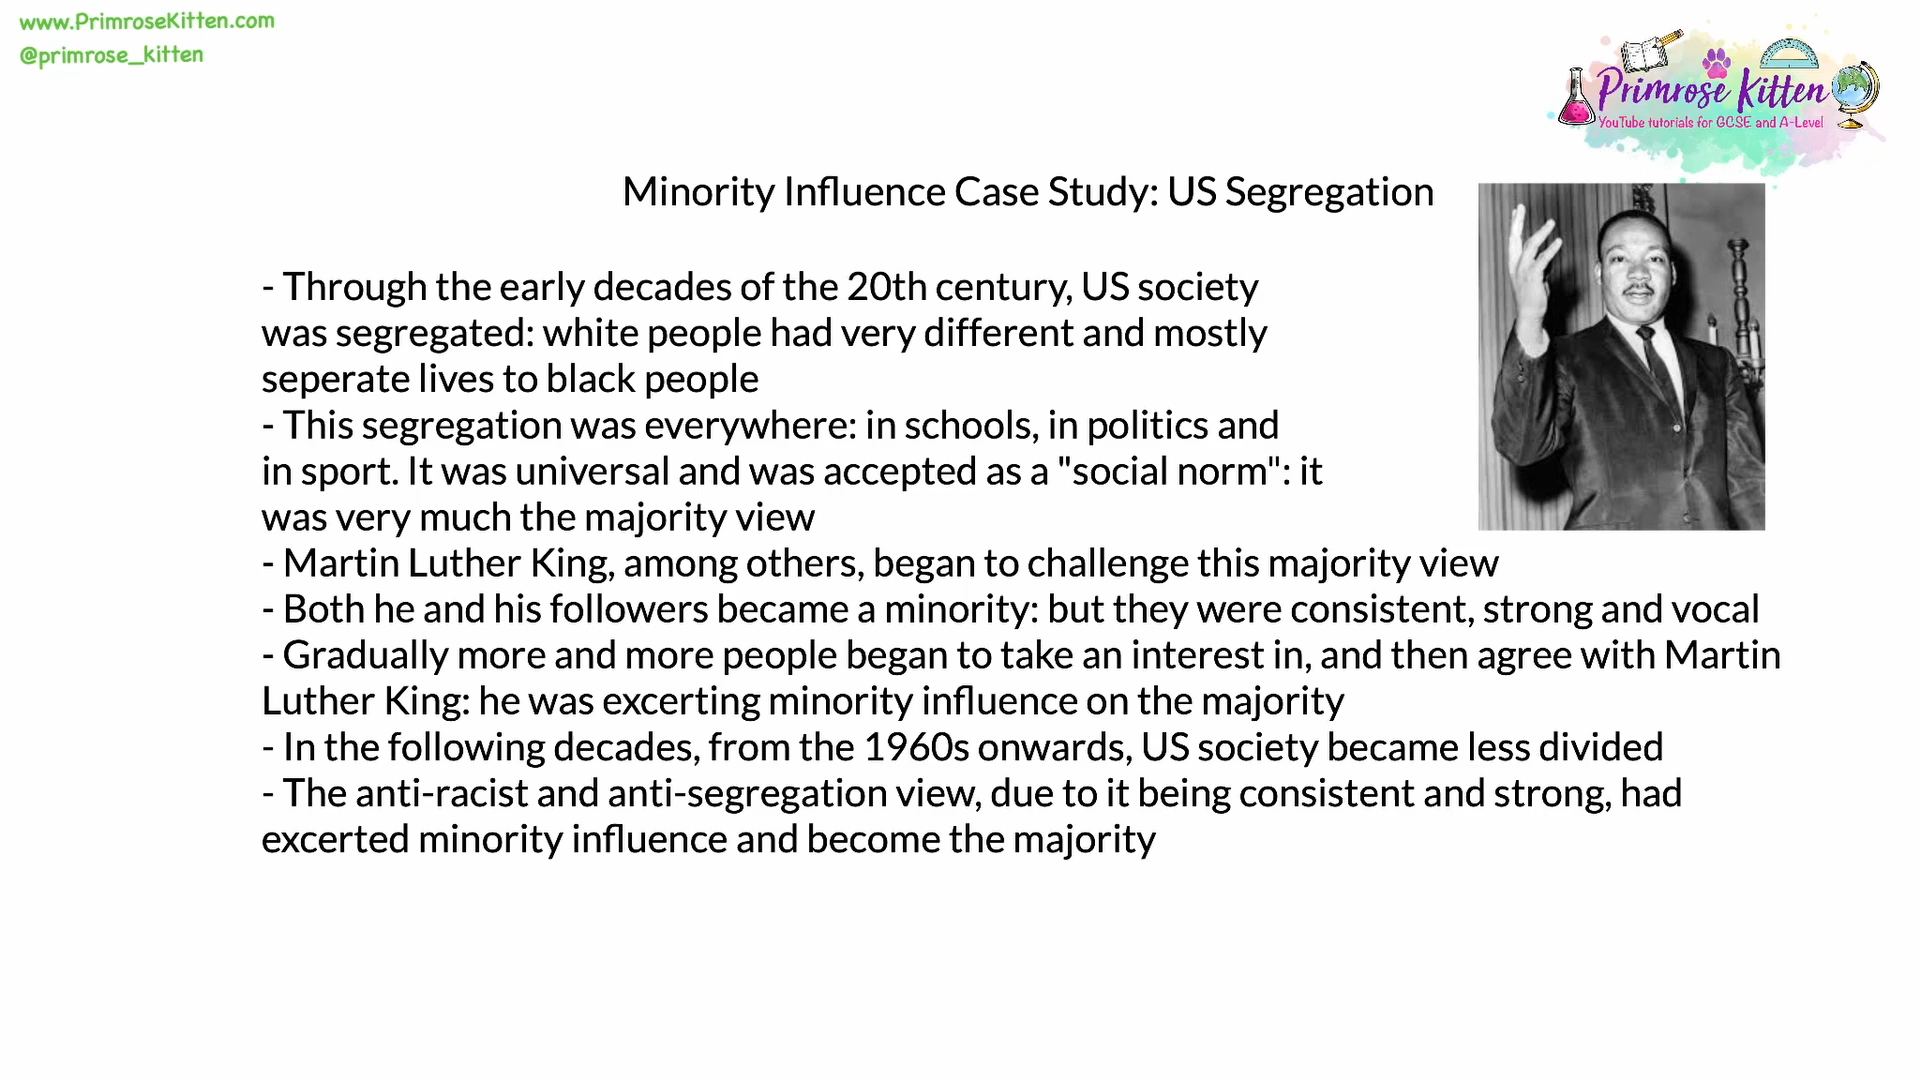 www.PrimroseKitten.com
@primrose_kitten
Primrose Kitten
YouTube tutorials for GCSE and A-Level
Minority Influence Case Study: US Segregation
- Through the early decades of the 20th century, US society
was segregated: white people had very different and mostly
seperate lives to black people
- This segregation was everywhere: in schools, in politics and
in sport. It was universal and was accepted as a "social norm": it
was very much the majority view
- Martin Luther King, among others, began to challenge this majority view
- Both he and his followers became a minority: but they were consistent, strong and vocal
- Gradually more and more people began to take an interest in, and then agree with Martin
Luther King: he was excerting minority influence on the majority
- In the following decades, from the 1960s onwards, US society became less divided
- The anti-racist and anti-segregation view, due to it being consistent and strong, had
excerted minority influence and become the majority